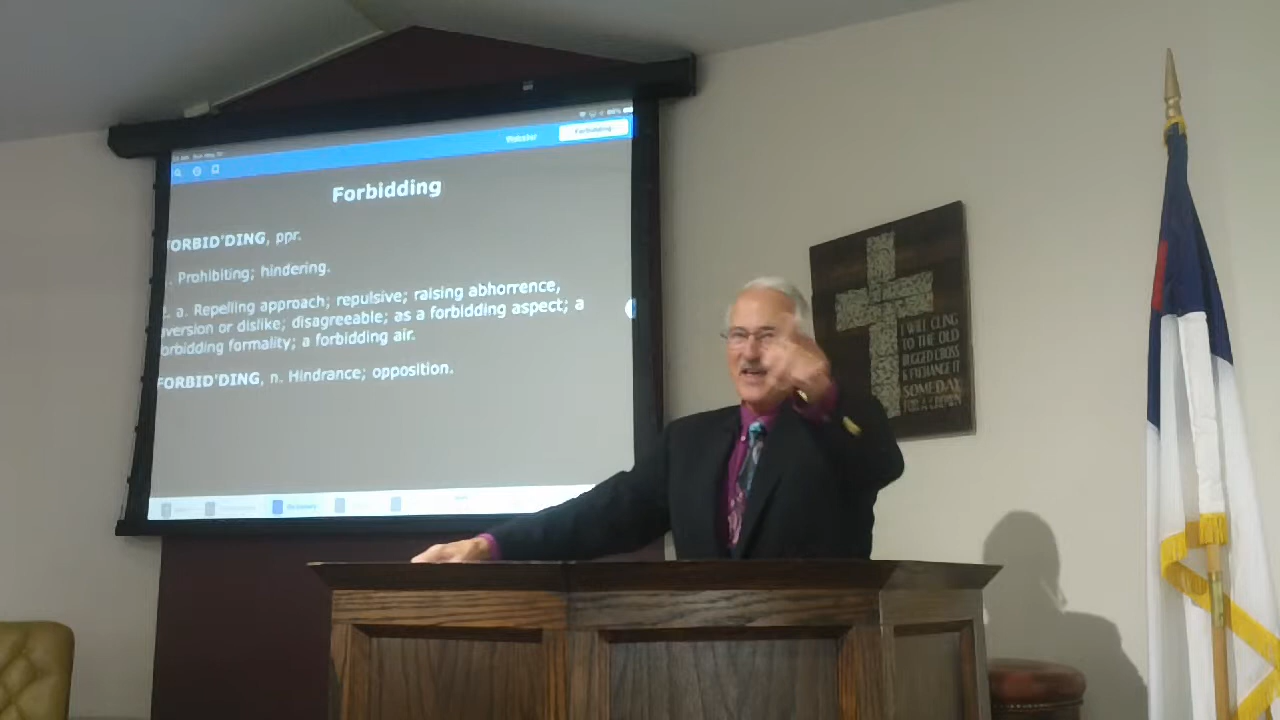 Webster
Forbidding
Forbidding
FORBID'DING, ppr.
. Prohibiting; hindering.
. a. Repelling approach; repulsive; raising abhorrence,
version or dislike; disagreeable; as a forbidding aspect; a
orbidding formality; a forbidding air.
FORBID'DING, n. Hindrance; opposition.
Dictionary
I WILL CLING
TO THE OLD
RUGGED CROSS
& EXCHANGE IT
SOMEDAY
FOR A CROWN